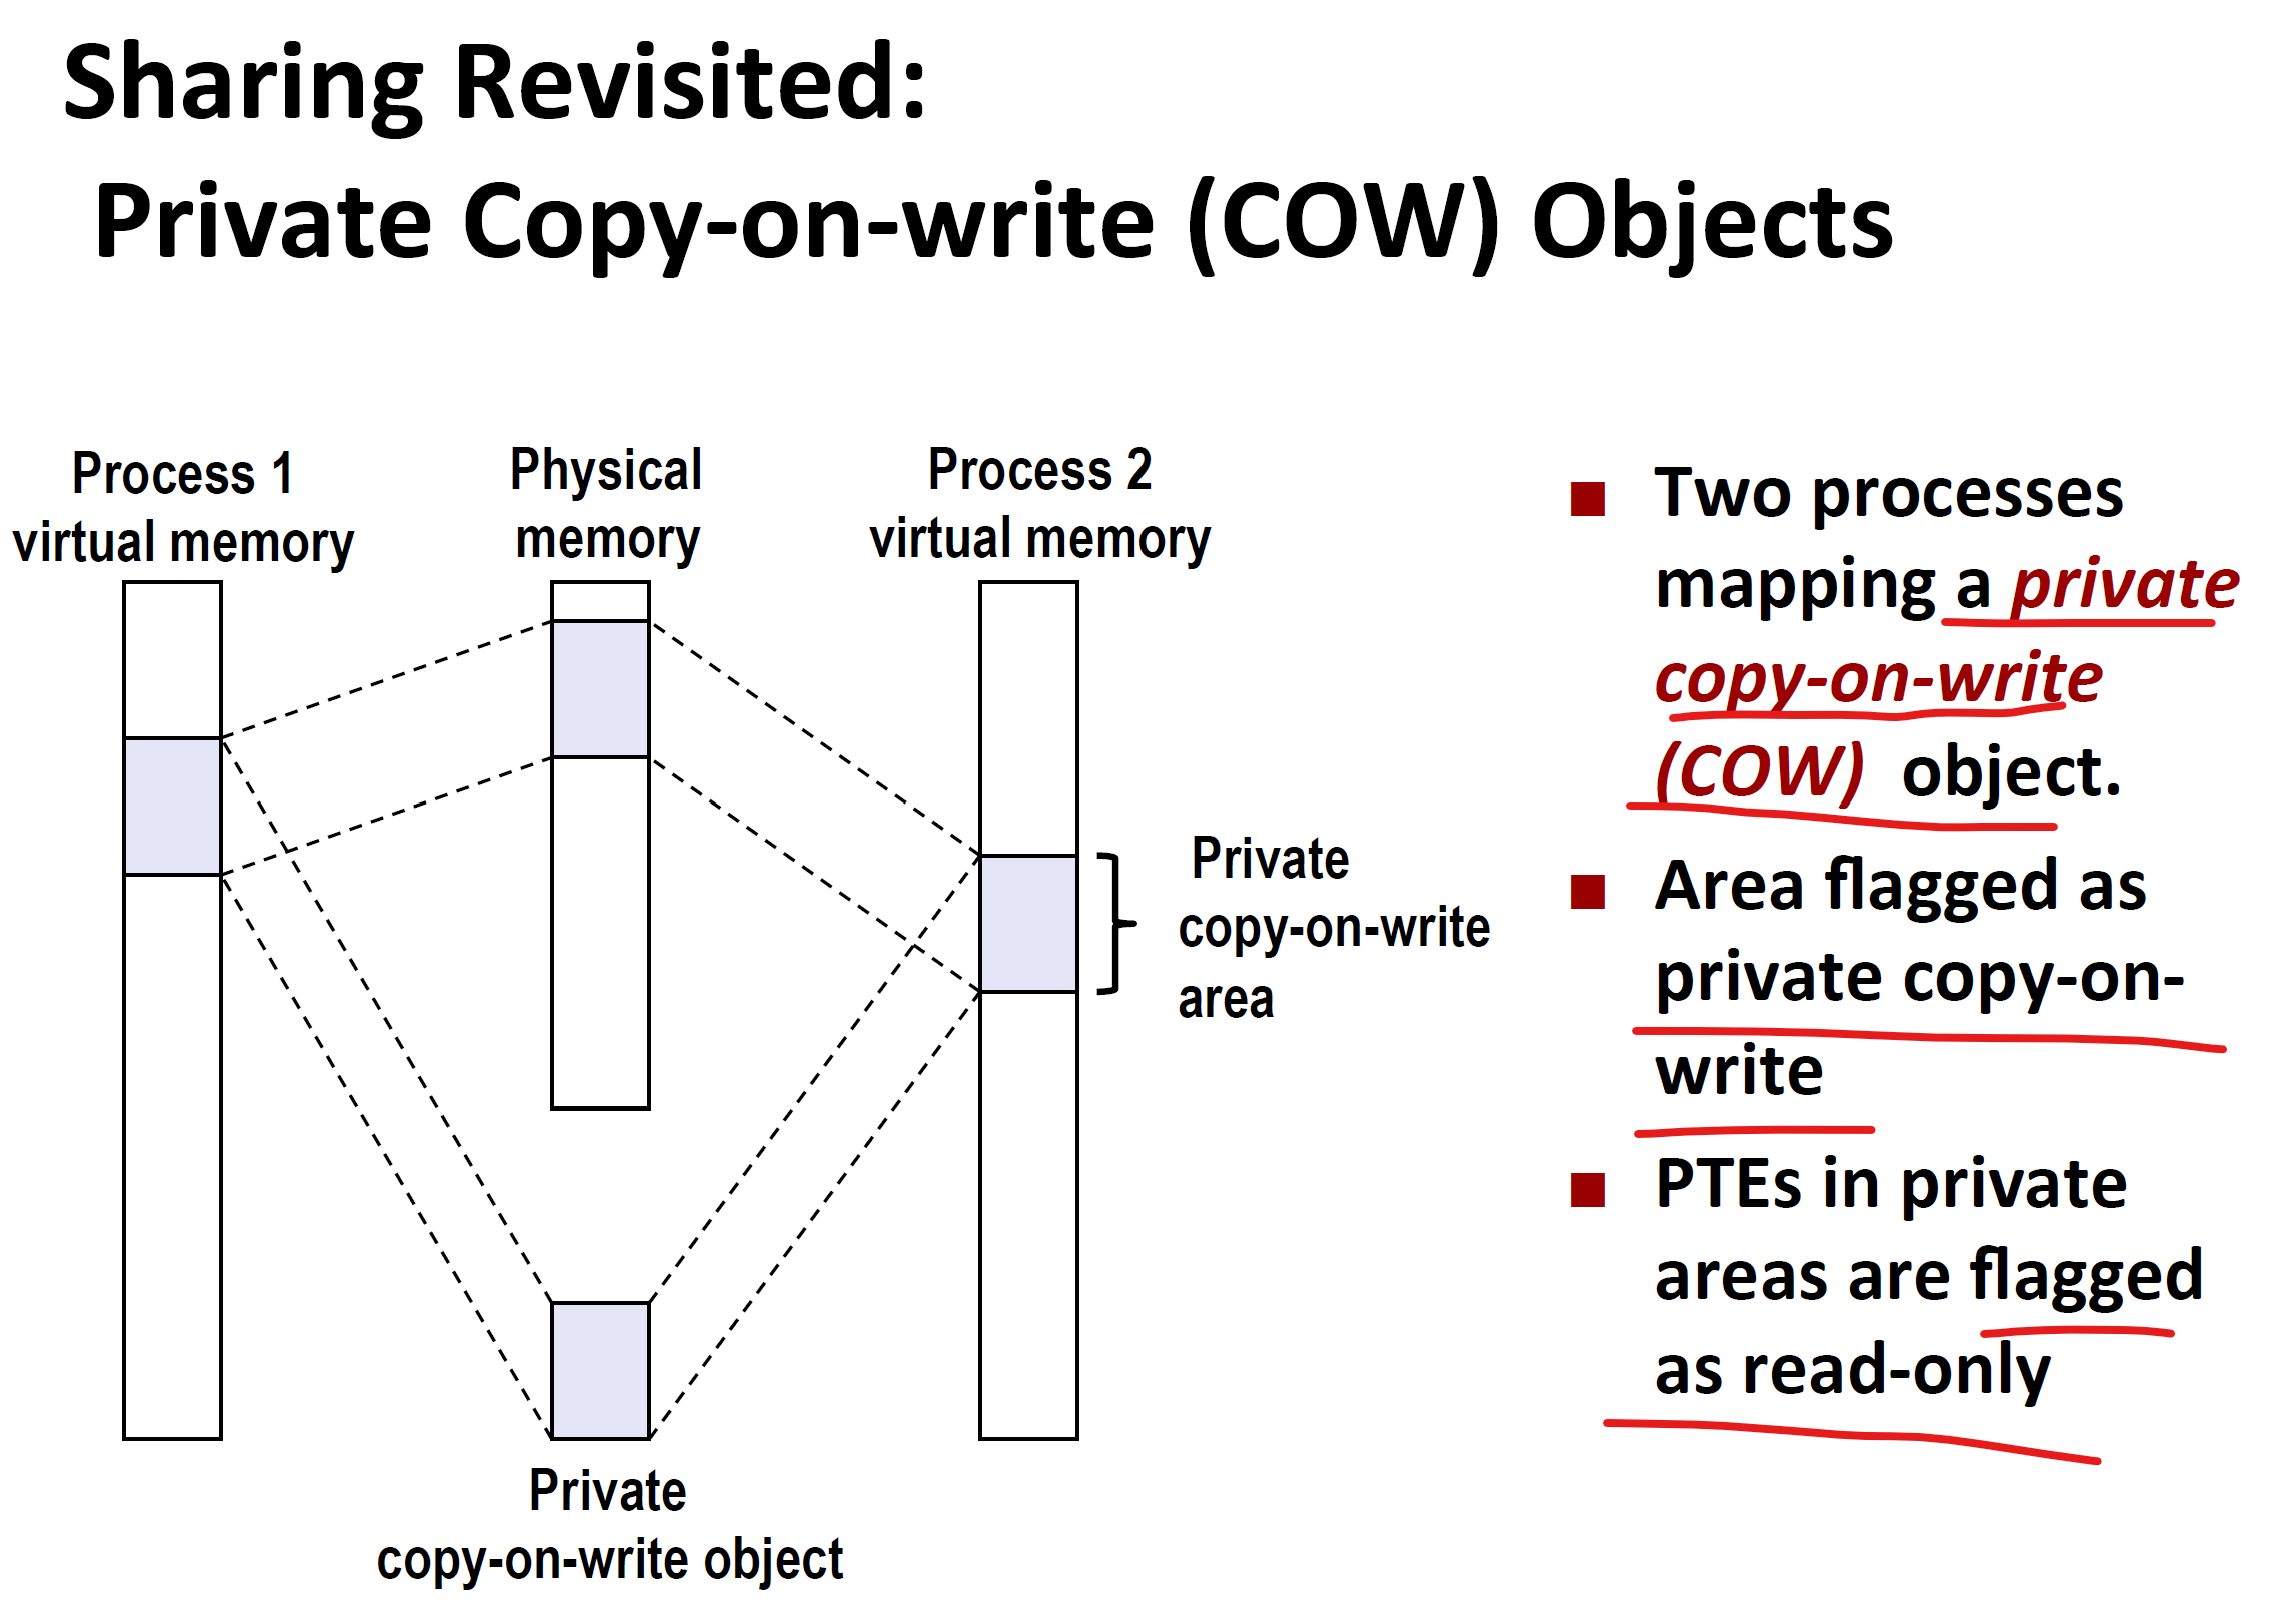 Sharing Revisited:
Private Copy-on-write (COW) Objects
Process 1
virtual memory
Physical
memory
Process 2
virtual memory
Private
copy-on-write
area
Private
copy-on-write object
■ Two processes
mapping a private
copy-on-write
(COW) object.
■ Area flagged as
private copy-on-
write
■ PTEs in private
areas are flagged
as read-only